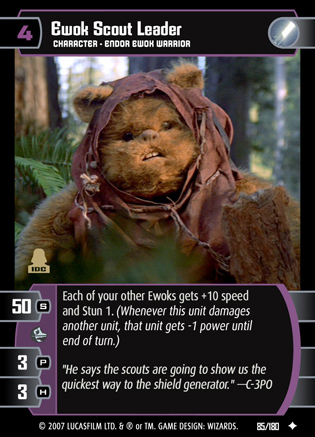 4
Ewok Scout Leader
CHARACTER - ENDOR EWOK WARRIOR
IDC
50 S
Each of your other Ewoks gets +10 speed
and Stun 1. (Whenever this unit damages
another unit, that unit gets -1 power until
end of turn.)
3 P
"He says the scouts are going to show us the
quickest way to the shield generator." —C-3PO
3 H
© 2007 LUCASFILM LTD. & ® or TM. GAME DESIGN: WIZARDS. 85/180